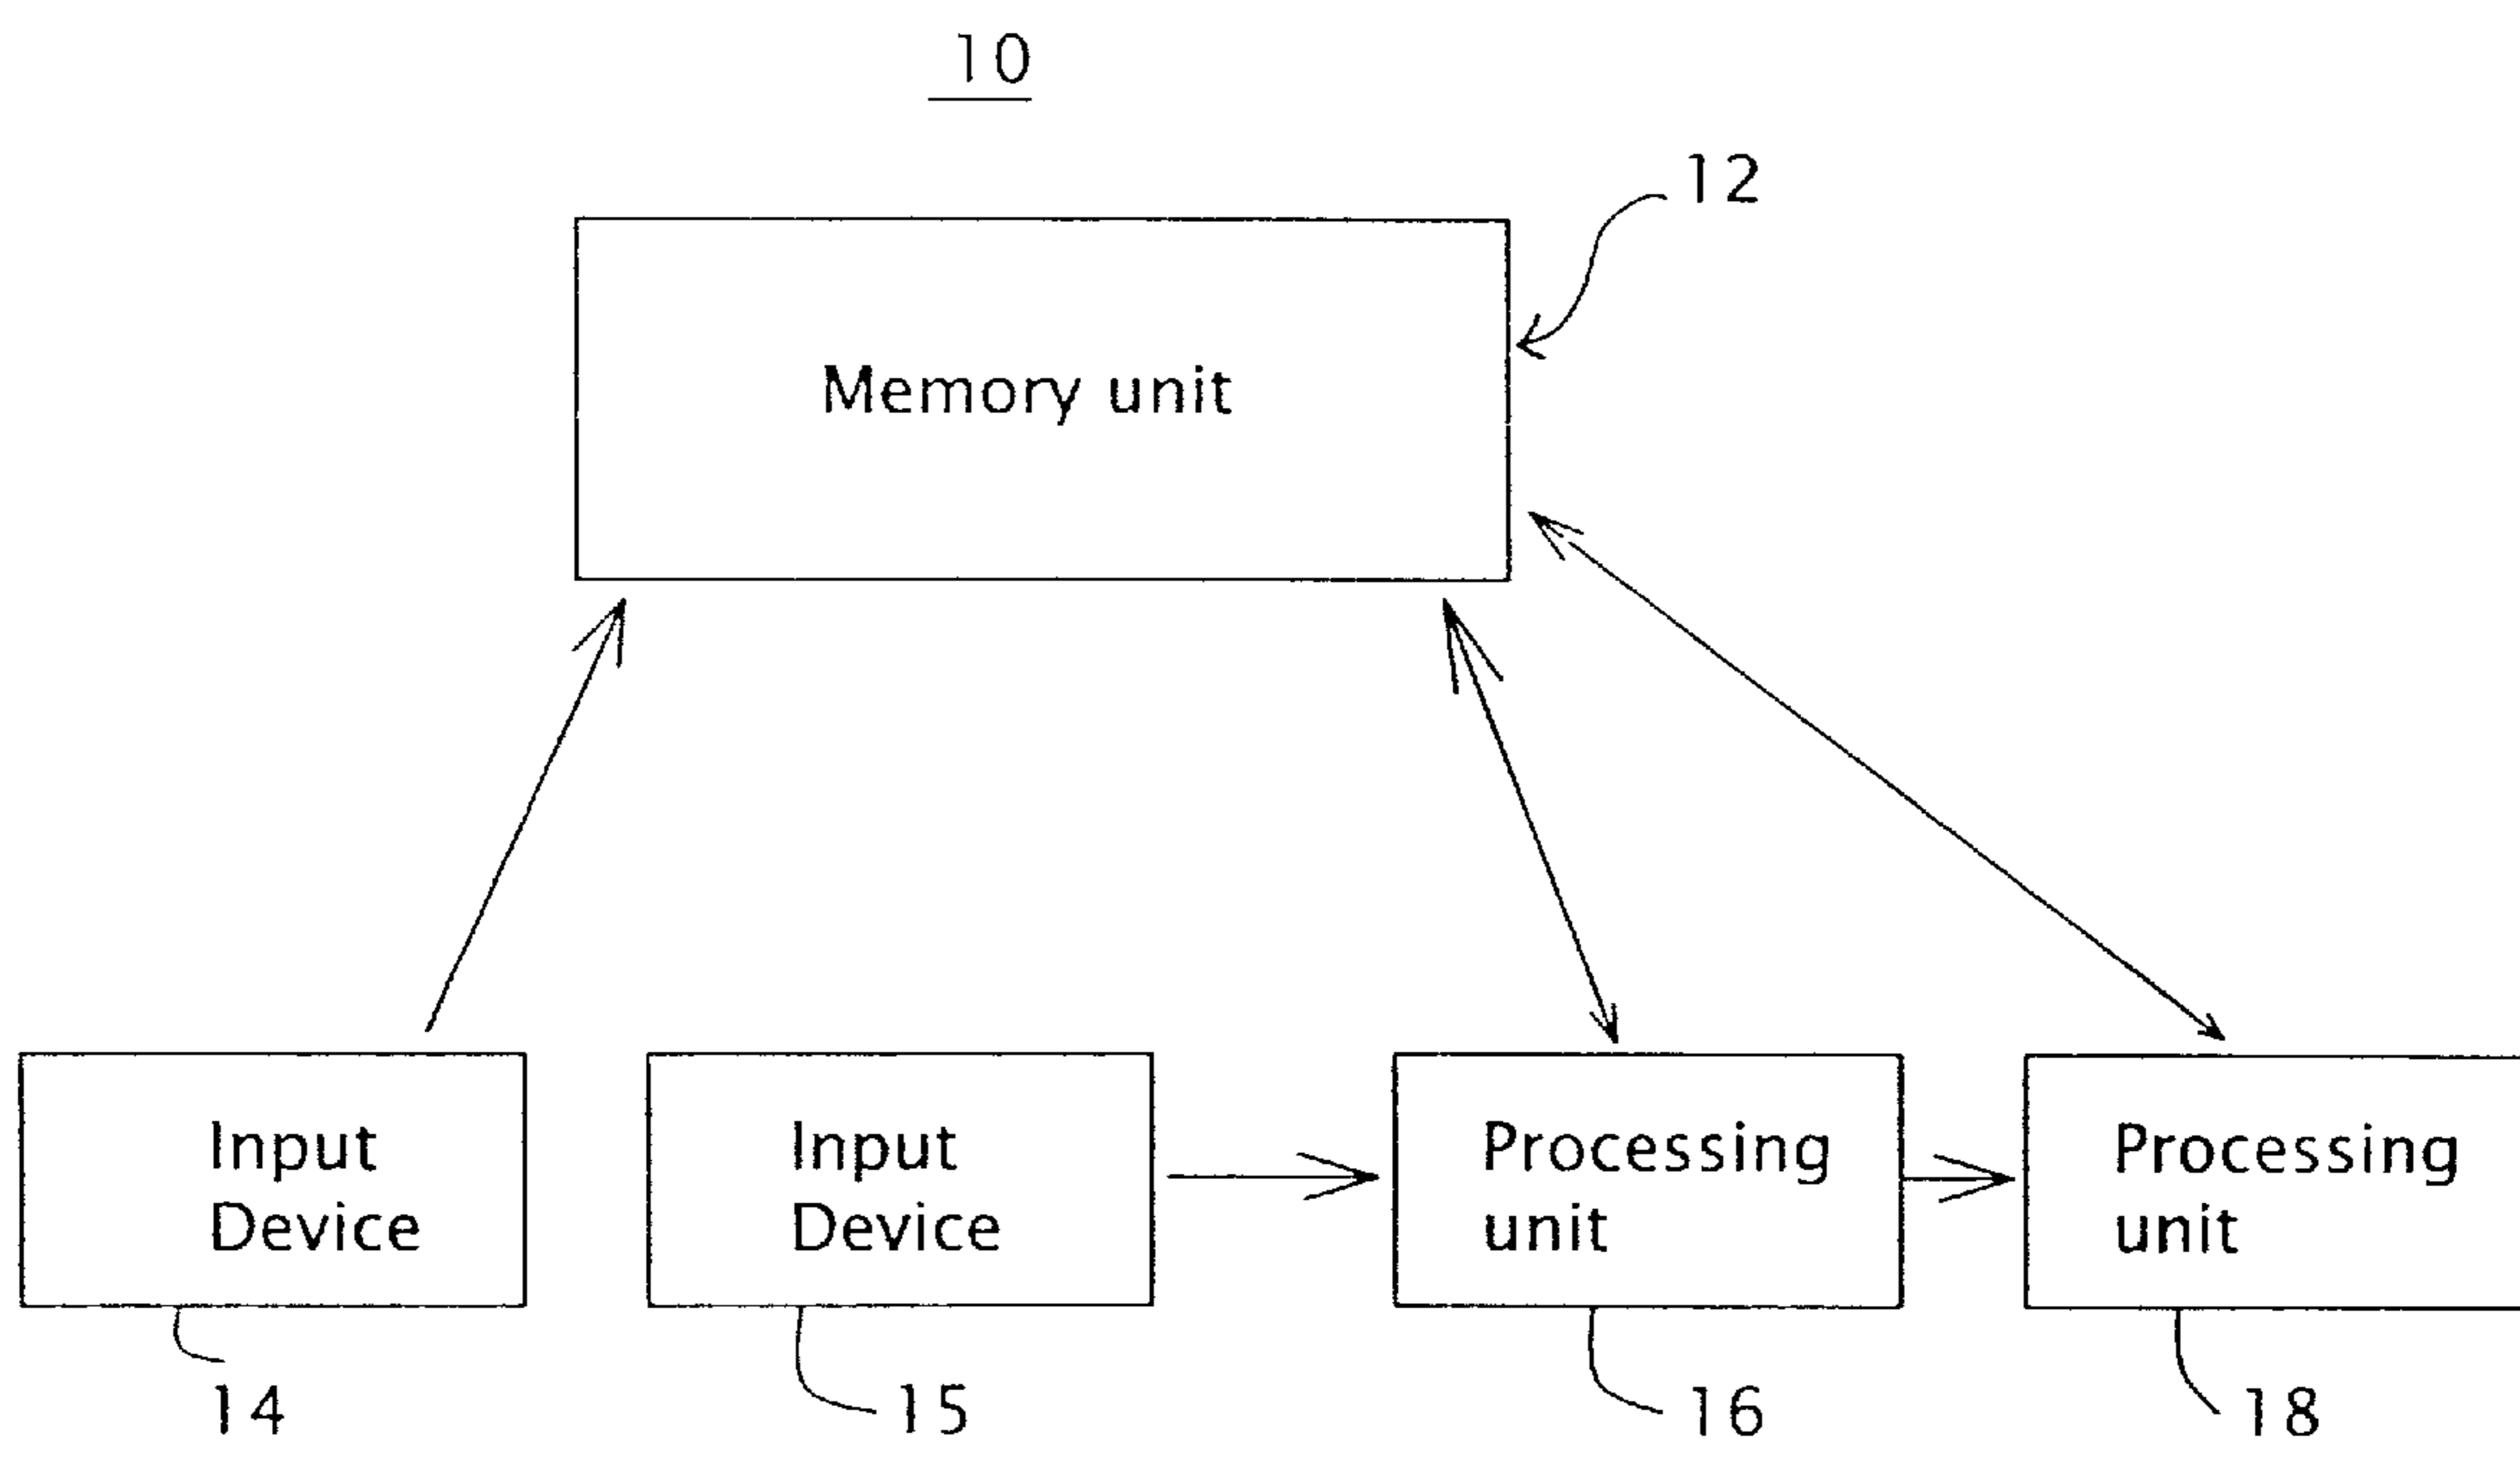 10
12
Memory unit
Input
Device
Input
Device
Processing
unit
Processing
unit
14
15
16
18